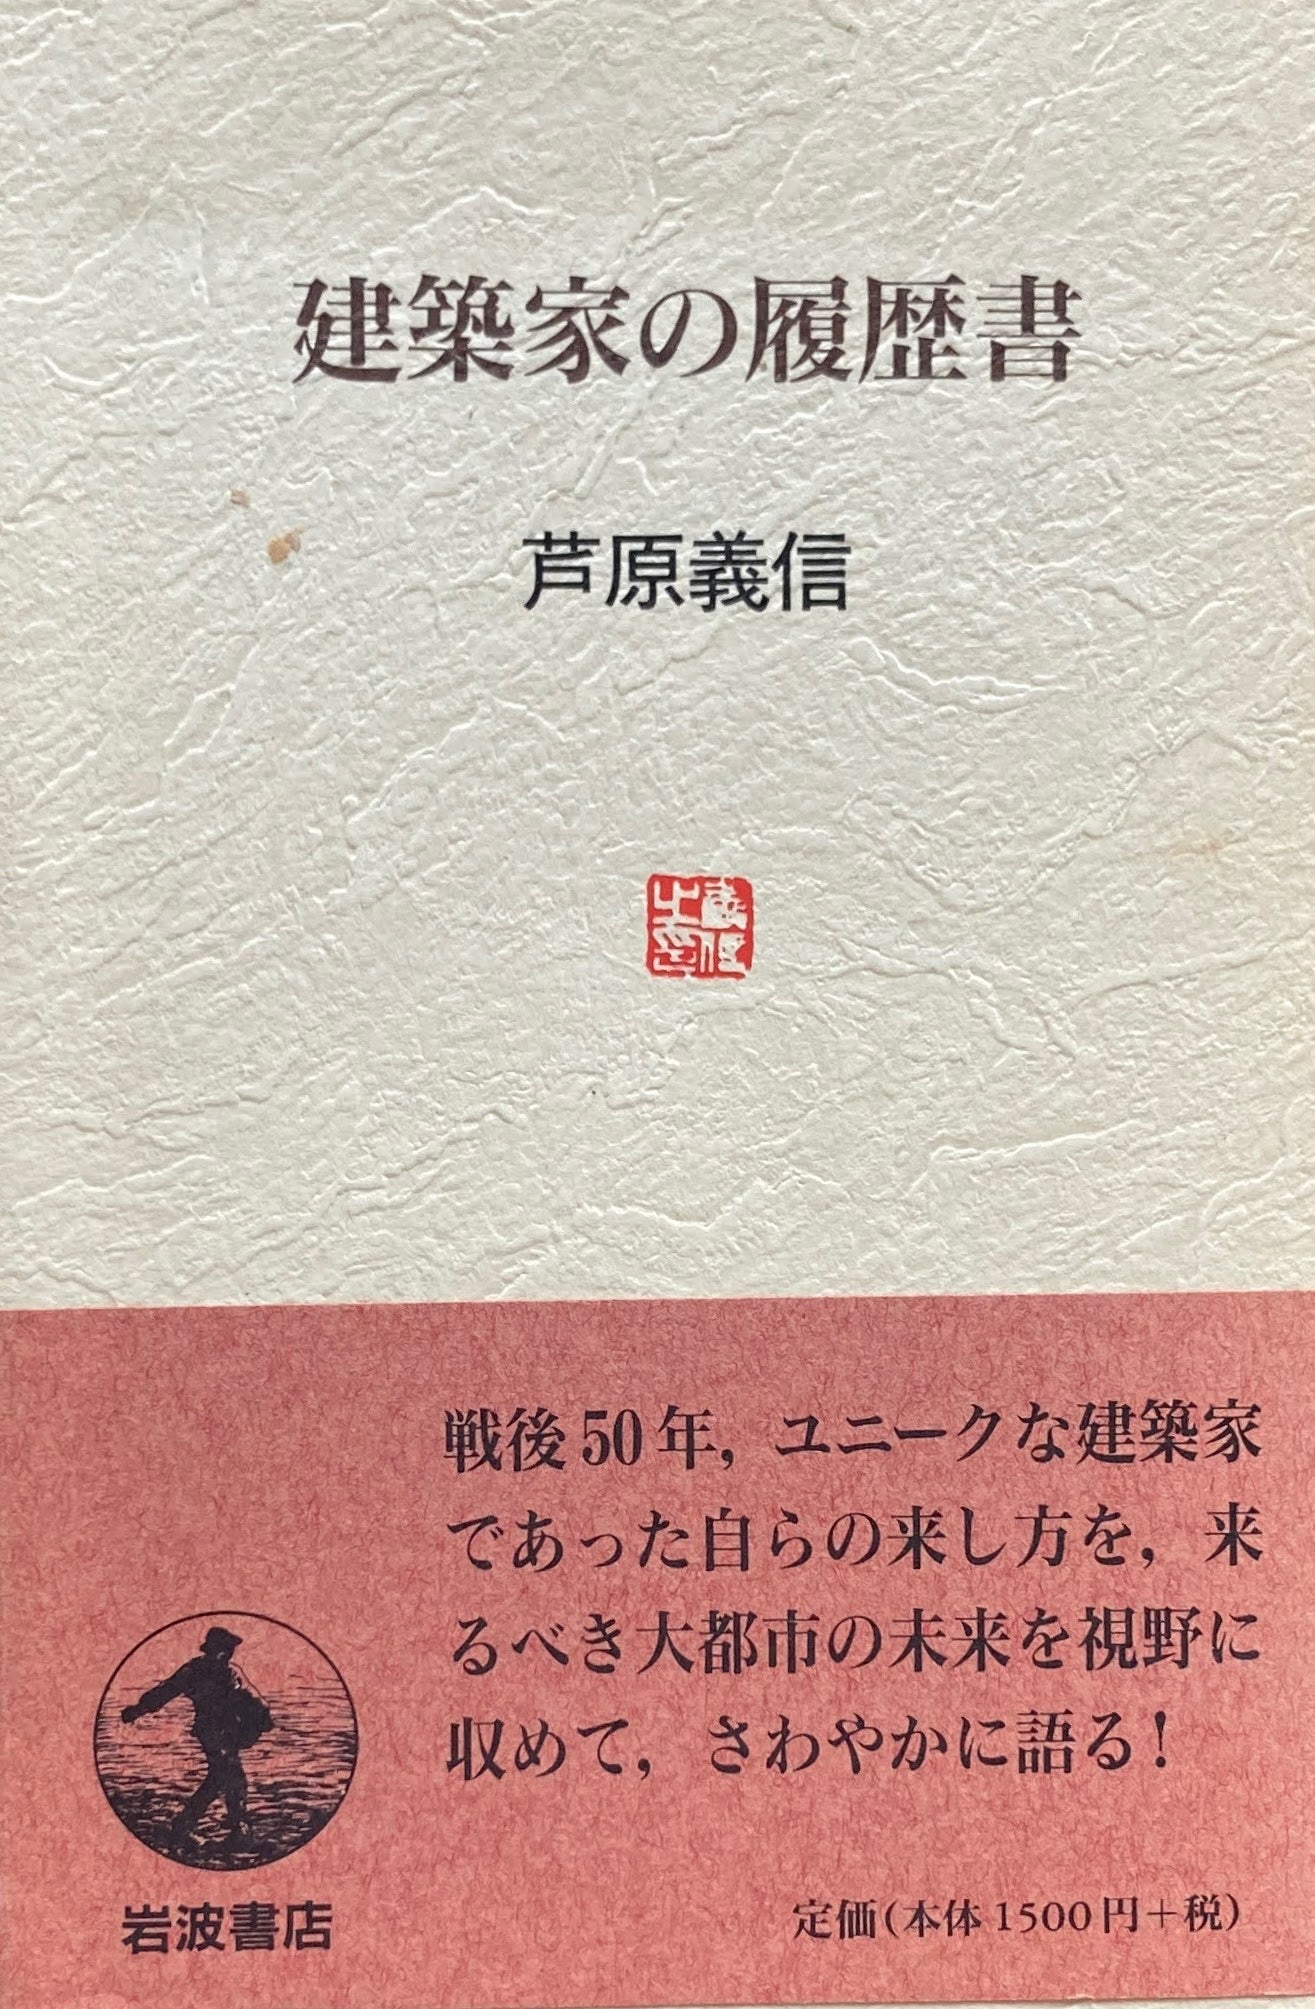 建築家の履歴書
芦原義信
戦後50年，ユニークな建築家
であった自らの来し方を，来
るべき大都市の未来を視野に
収めて，さわやかに語る！
岩波書店
定価(本体1500円＋税)